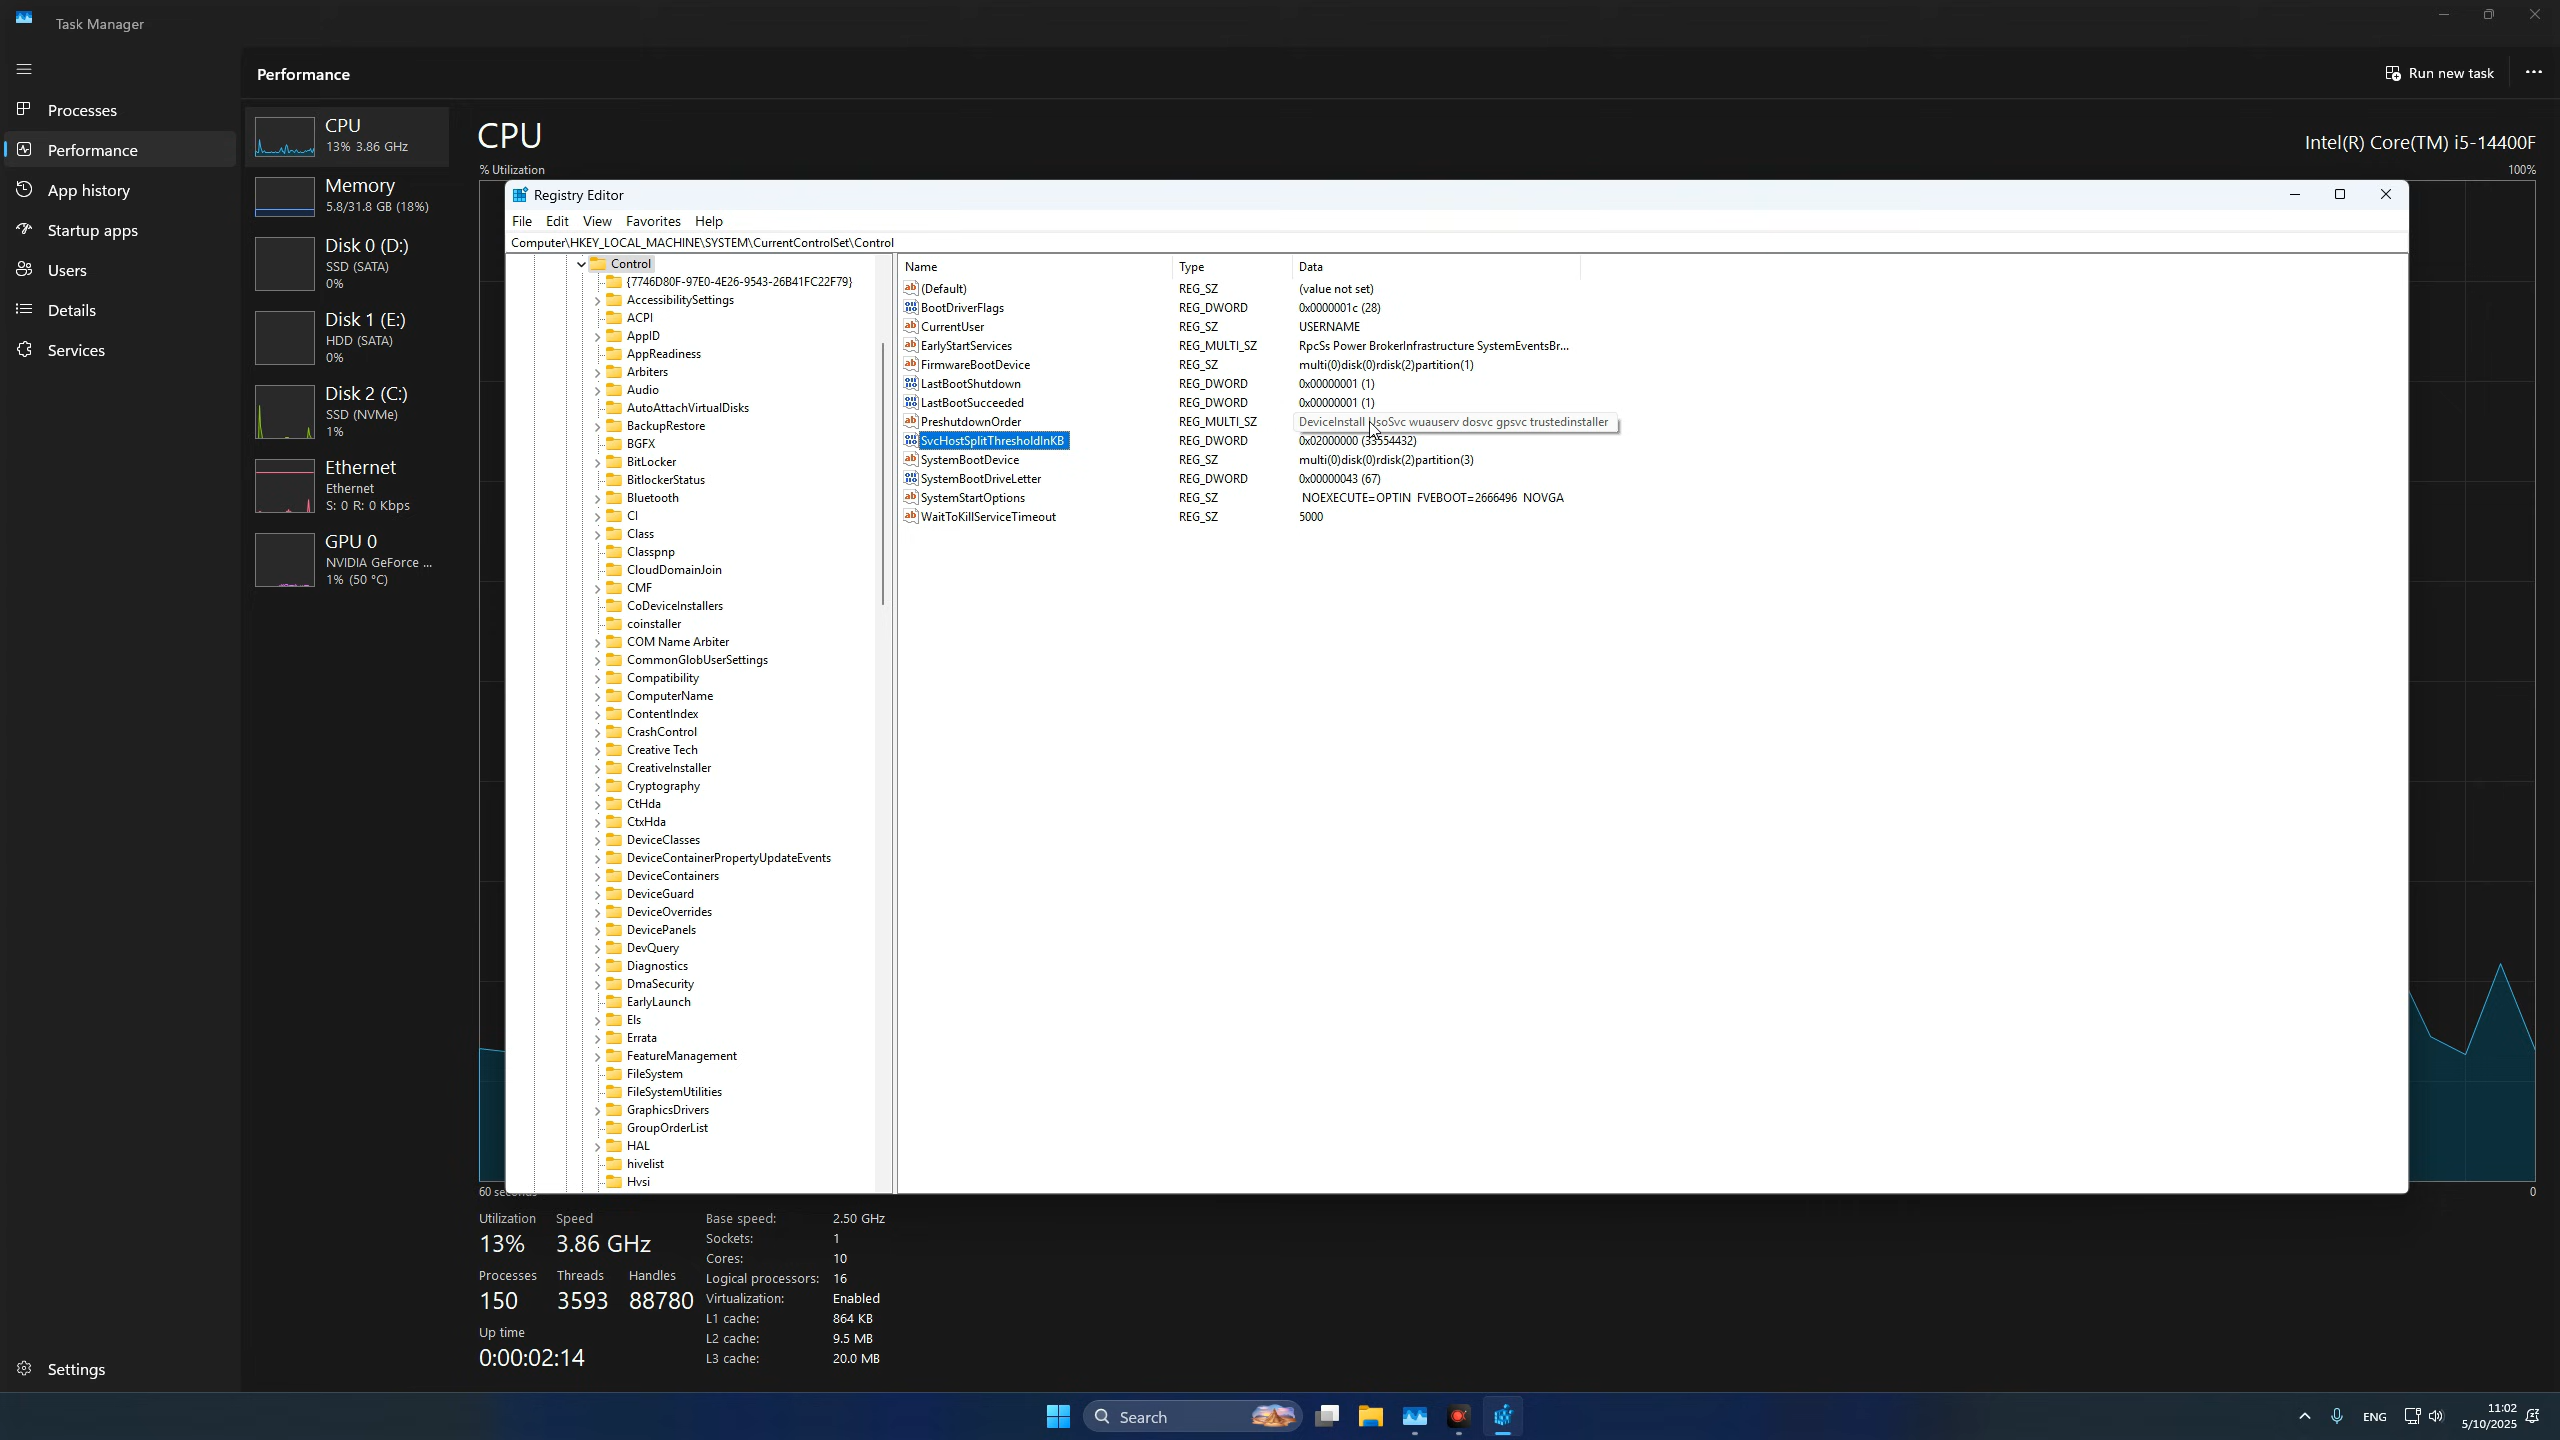 Task Manager
Performance
Run new task
Processes
Performance
App history
Startup apps
Users
Details
Services
Settings
CPU
13% 3.86 GHz
Memory
5.8/31.8 GB (18%)
Disk 0 (D:)
SSD (SATA)
0%
Disk 1 (E:)
HDD (SATA)
0%
Disk 2 (C:)
SSD (NVMe)
1%
Ethernet
Ethernet
S: 0 R: 0 Kbps
GPU 0
NVIDIA GeForce ...
1% (50 °C)
CPU
Intel(R) Core(TM) i5-14400F
% Utilization
100%
Registry Editor
File Edit View Favorites Help
Computer\HKEY_LOCAL_MACHINE\SYSTEM\CurrentControlSet\Control
Control
{7746D80F-97E0-4E26-9543-26B41FC22F79}
AccessibilitySettings
ACPI
AppID
AppReadiness
Arbiters
Audio
AutoAttachVirtualDisks
BackupRestore
BGFX
BitLocker
BitlockerStatus
Bluetooth
CI
Class
Classpnp
CloudDomainJoin
CMF
CoDeviceInstallers
coinstaller
COM Name Arbiter
CommonGlobUserSettings
Compatibility
ComputerName
ContentIndex
CrashControl
Creative Tech
CreativeInstaller
Cryptography
CtHda
CtxHda
DeviceClasses
DeviceContainerPropertyUpdateEvents
DeviceContainers
DeviceGuard
DeviceOverrides
DevicePanels
DevQuery
Diagnostics
DmaSecurity
EarlyLaunch
Els
Errata
FeatureManagement
FileSystem
FileSystemUtilities
GraphicsDrivers
GroupOrderList
HAL
hivelist
Hvsi
Name Type Data
(Default) REG_SZ (value not set)
BootDriverFlags REG_DWORD 0x0000001c (28)
CurrentUser REG_SZ USERNAME
EarlyStartServices REG_MULTI_SZ RpcSs Power BrokerInfrastructure SystemEventsBr...
FirmwareBootDevice REG_SZ multi(0)disk(0)rdisk(2)partition(1)
LastBootShutdown REG_DWORD 0x00000001 (1)
LastBootSucceeded REG_DWORD 0x00000001 (1)
PreshutdownOrder REG_MULTI_SZ DeviceInstall UsoSvc wuauserv dosvc gpsvc trustedinstaller
SvcHostSplitThresholdInKB REG_DWORD 0x02000000 (33554432)
SystemBootDevice REG_SZ multi(0)disk(0)rdisk(2)partition(3)
SystemBootDriveLetter REG_DWORD 0x00000043 (67)
SystemStartOptions REG_SZ NOEXECUTE=OPTIN FVEBOOT=2666496 NOVGA
WaitToKillServiceTimeout REG_SZ 5000
60 0
Utilization Speed
13% 3.86 GHz
Processes Threads Handles
150 3593 88780
Up time
0:00:02:14
Base speed: 2.50 GHz
Sockets: 1
Cores: 10
Logical processors: 16
Virtualization: Enabled
L1 cache: 864 KB
L2 cache: 9.5 MB
L3 cache: 20.0 MB
Search
ENG
11:02
5/10/2025